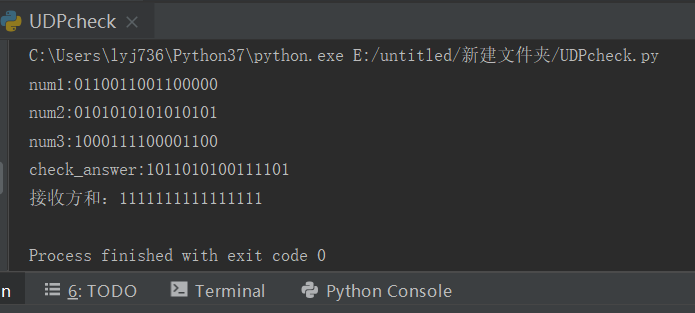 UDPcheck ×
C:\Users\lyj736\Python37\python.exe E:/untitled/新建文件夹/UDPcheck.py
num1:0110011001100000
num2:0101010101010101
num3:1000111100001100
check_answer:1011010100111101
接收方和：1111111111111111
Process finished with exit code 0
n 6: TODO Terminal Python Console